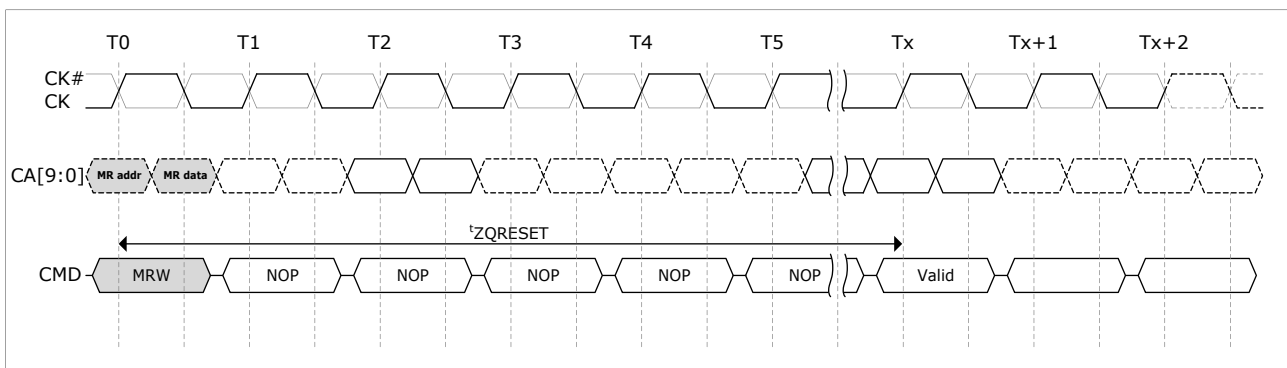 T0 T1 T2 T3 T4 T5 Tx Tx+1 Tx+2
CK#
CK
CA[9:0] MR addr MR data
tZQRESET
CMD MRW NOP NOP NOP NOP NOP Valid